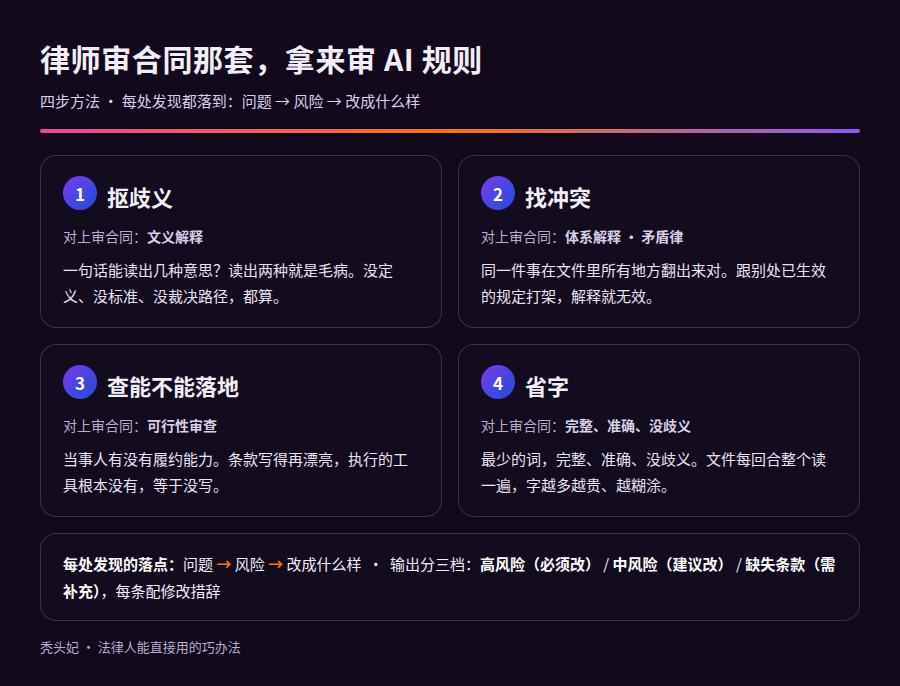 律师审合同那套，拿来审 AI 规则
四步方法 · 每处发现都落到：问题 → 风险 → 改成什么样
1 抠歧义
对上审合同：文义解释
一句话能读出几种意思？读出两种就是毛病。没定
义、没标准、没裁决路径，都算。
2 找冲突
对上审合同：体系解释 · 矛盾律
同一件事在文件里所有地方翻出来对。跟别处已生效
的规定打架，解释就无效。
3 查能不能落地
对上审合同：可行性审查
当事人有没有履约能力。条款写得再漂亮，执行的工
具根本没有，等于没写。
4 省字
对上审合同：完整、准确、没歧义
最少的词，完整、准确、没歧义。文件每回合整个读
一遍，字越多越贵、越糊涂。
每处发现的落点：问题 → 风险 → 改成什么样 · 输出分三档：高风险（必须改） / 中风险（建议改） / 缺失条款（需
补充），每条配修改措辞
秃头妃 · 法律人能直接用的巧办法